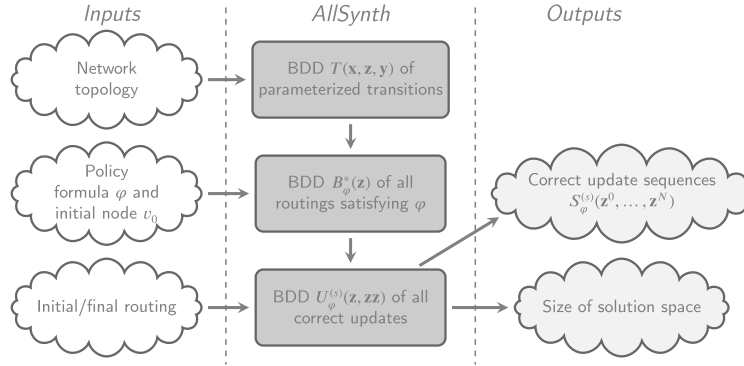 Inputs
AllSynth
Outputs
Network
topology
BDD T(x, z, y) of
parameterized transitions
Policy
formula φ and
initial node v₀
BDD B*φ(z) of all
routings satisfying φ
Correct update sequences
S⁽ˢ⁾φ(z⁰, … , zᴺ)
Initial/final routing
BDD U⁽ˢ⁾φ(z, zz) of all
correct updates
Size of solution space